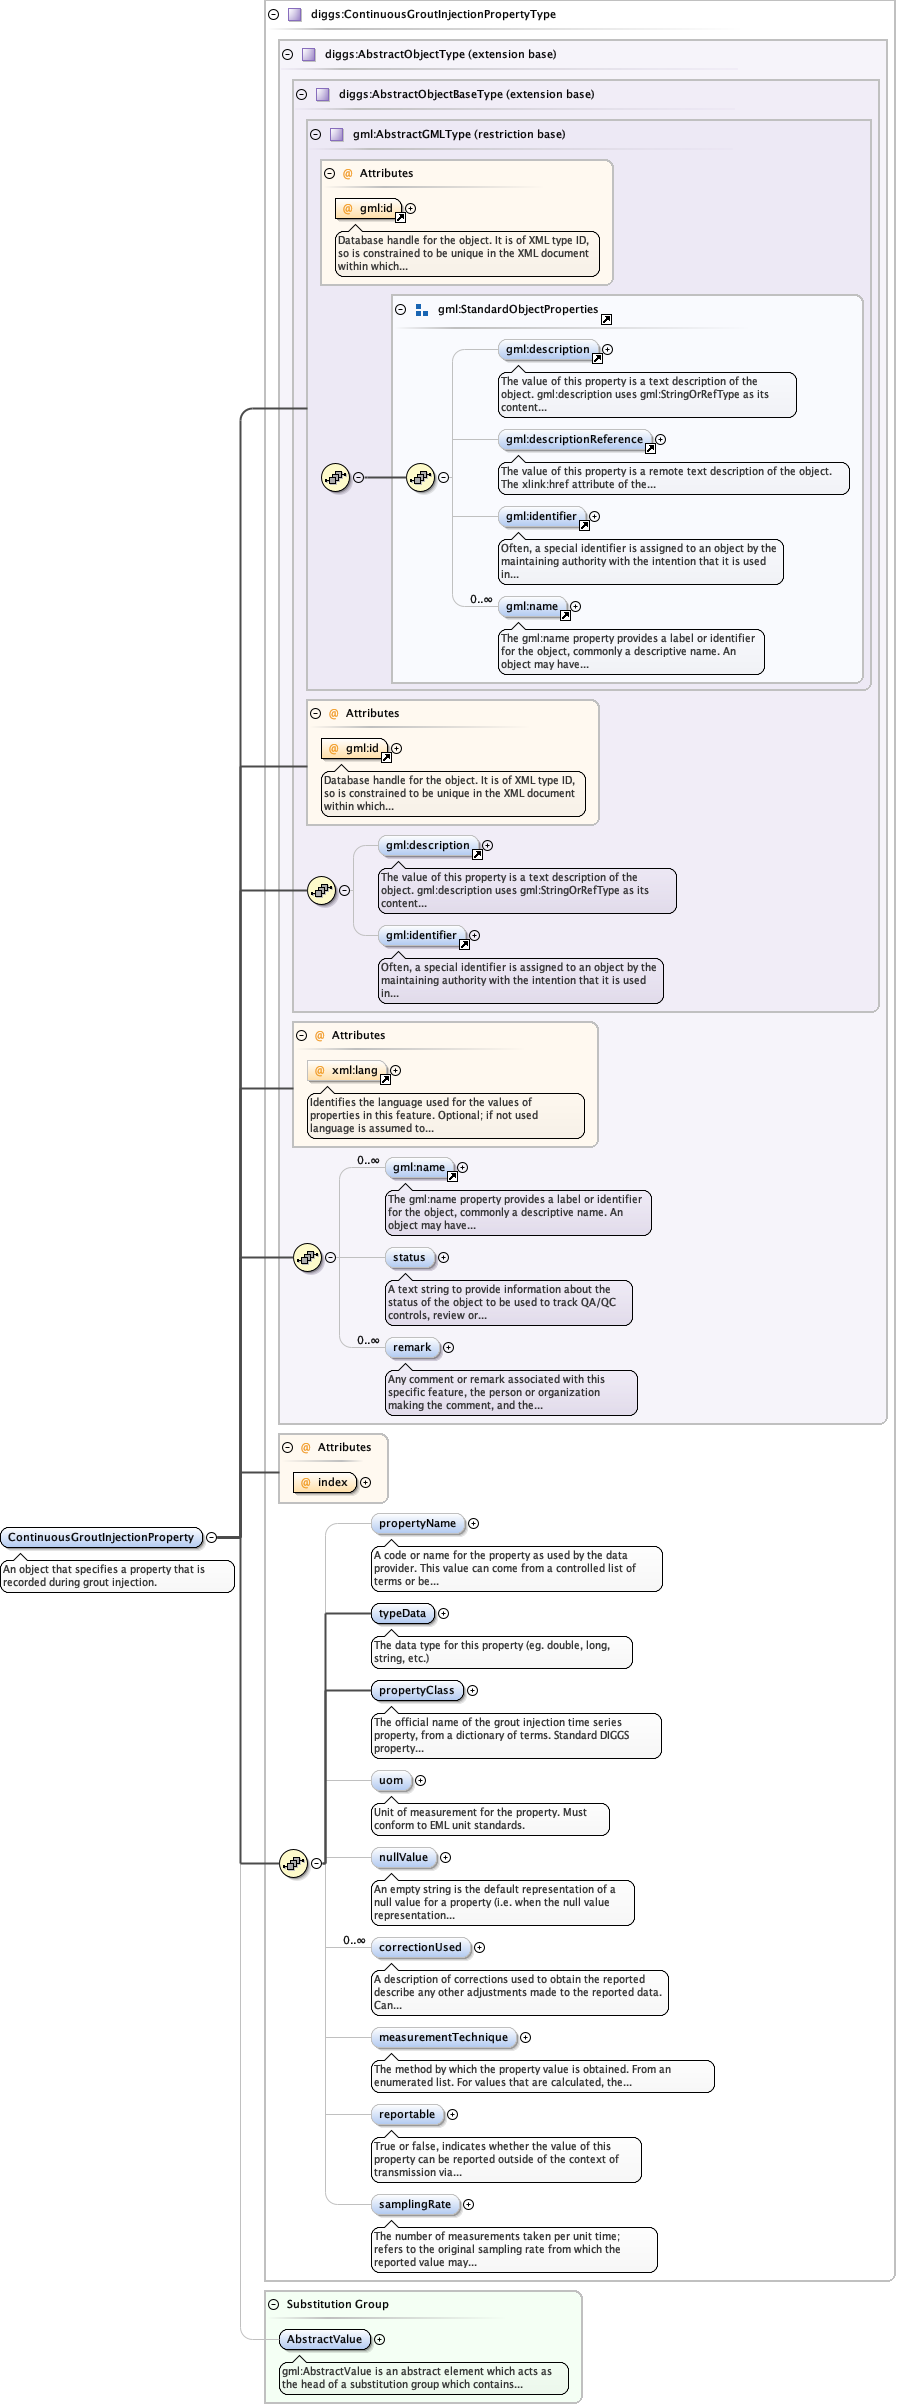 diggs:ContinuousGroutInjectionPropertyType
diggs:AbstractObjectType (extension base)
diggs:AbstractObjectBaseType (extension base)
gml:AbstractGMLType (restriction base)
@ Attributes
@ gml:id
Database handle for the object. It is of XML type ID,
so is constrained to be unique in the XML document
within which...
gml:StandardObjectProperties
gml:description
The value of this property is a text description of the
object. gml:description uses gml:StringOrRefType as its
content...
gml:descriptionReference
The value of this property is a remote text description of the object.
The xlink:href attribute of the...
gml:identifier
Often, a special identifier is assigned to an object by the
maintaining authority with the intention that it is used
in...
0..∞
gml:name
The gml:name property provides a label or identifier
for the object, commonly a descriptive name. An
object may have...
@ Attributes
@ gml:id
Database handle for the object. It is of XML type ID,
so is constrained to be unique in the XML document
within which...
gml:description
The value of this property is a text description of the
object. gml:description uses gml:StringOrRefType as its
content...
gml:identifier
Often, a special identifier is assigned to an object by the
maintaining authority with the intention that it is used
in...
@ Attributes
@ xml:lang
Identifies the language used for the values of
properties in this feature. Optional; if not used
language is assumed to...
0..∞
gml:name
The gml:name property provides a label or identifier
for the object, commonly a descriptive name. An
object may have...
status
A text string to provide information about the
status of the object to be used to track QA/QC
controls, review or...
0..∞
remark
Any comment or remark associated with this
specific feature, the person or organization
making the comment, and the...
@ Attributes
@ index
ContinuousGroutInjectionProperty
An object that specifies a property that is
recorded during grout injection.
propertyName
A code or name for the property as used by the data
provider. This value can come from a controlled list of
terms or be...
typeData
The data type for this property (eg. double, long,
string, etc.)
propertyClass
The official name of the grout injection time series
property, from a dictionary of terms. Standard DIGGS
property...
uom
Unit of measurement for the property. Must
conform to EML unit standards.
nullValue
An empty string is the default representation of a
null value for a property (i.e. when the null value
representation...
0..∞
correctionUsed
A description of corrections used to obtain the reported
describe any other adjustments made to the reported data.
Can...
measurementTechnique
The method by which the property value is obtained. From an
enumerated list. For values that are calculated, the...
reportable
True or false, indicates whether the value of this
property can be reported outside of the context of
transmission via...
samplingRate
The number of measurements taken per unit time;
refers to the original sampling rate from which the
reported value may...
Substitution Group
AbstractValue
gml:AbstractValue is an abstract element which acts as
the head of a substitution group which contains...